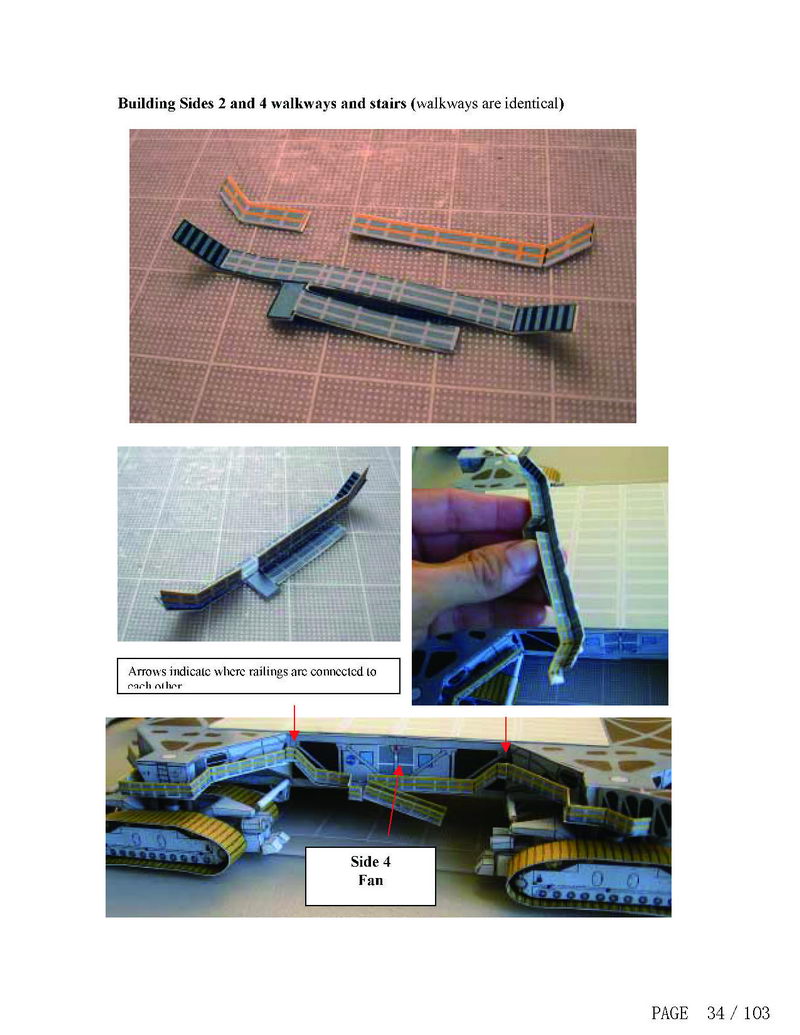 Building Sides 2 and 4 walkways and stairs (walkways are identical)
Arrows indicate where railings are connected to
each other
Side 4
Fan
PAGE 34 / 103